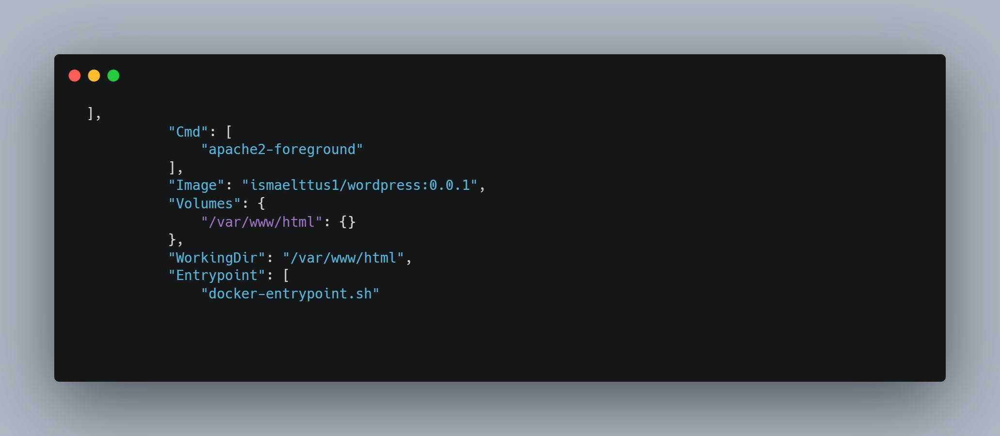 ],
"Cmd": [
"apache2-foreground"
],
"Image": "ismaelttus1/wordpress:0.0.1",
"Volumes": {
"/var/www/html": {}
},
"WorkingDir": "/var/www/html",
"Entrypoint": [
"docker-entrypoint.sh"